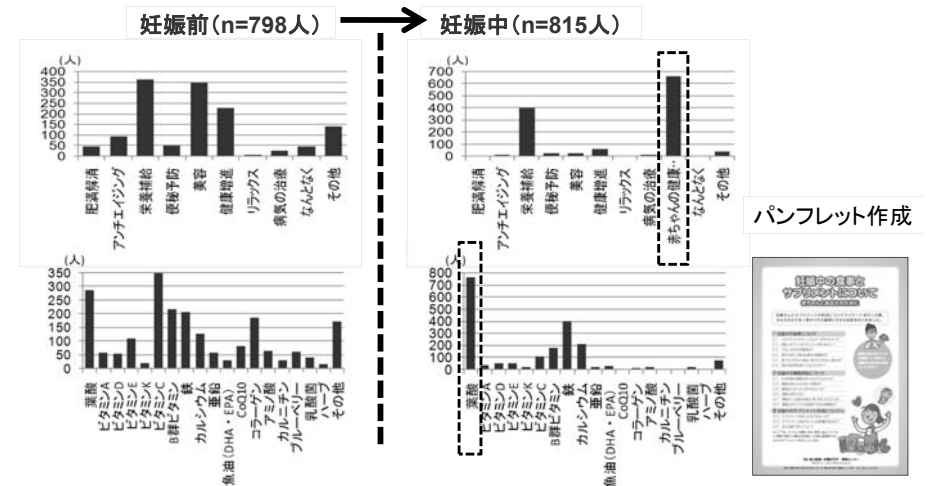 妊娠前(n=798人)
妊娠中(n=815人)
(人)
400
350
300
250
200
150
100
50
0
肥満解消
アンチエイジング
栄養補給
便秘予防
美容
健康増進
リラックス
病気の治療
なんとなく
その他
(人)
700
600
500
400
300
200
100
0
肥満解消
アンチエイジング
栄養補給
便秘予防
美容
健康増進
リラックス
病気の治療
赤ちゃんの健康…
なんとなく
その他
(人)
350
300
250
200
150
100
50
0
葉酸
ビタミンA
ビタミンD
ビタミンE
ビタミンK
ビタミンC
B群ビタミン
鉄
カルシウム
亜鉛
魚油(DHA・EPA)
CoQ10
コラーゲン
アミノ酸
カルニチン
ブルーベリー
乳酸菌
ハーブ
その他
(人)
800
700
600
500
400
300
200
100
0
葉酸
ビタミンA
ビタミンD
ビタミンE
ビタミンK
ビタミンC
B群ビタミン
鉄
カルシウム
亜鉛
魚油(DHA・EPA)
CoQ10
コラーゲン
アミノ酸
カルニチン
ブルーベリー
乳酸菌
ハーブ
その他
パンフレット作成
妊娠中の食事と
サプリメントについて